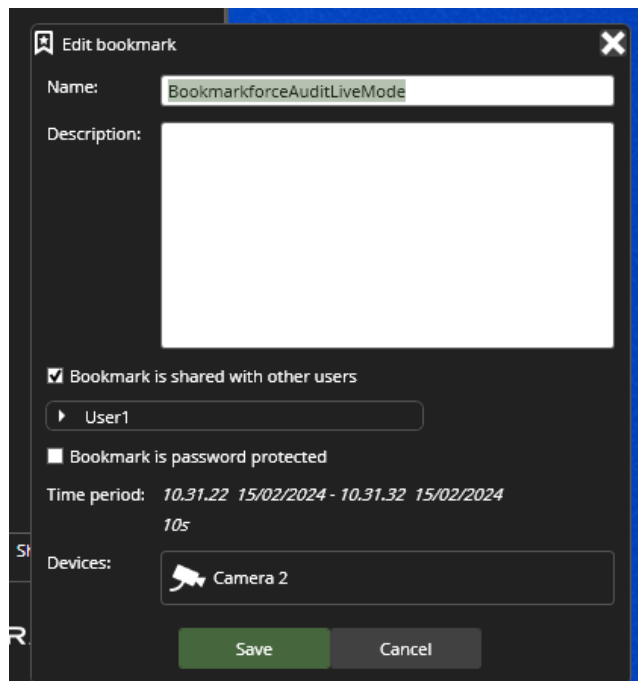 Edit bookmark
Name: BookmarkforceAuditLiveMode
Description:
Bookmark is shared with other users
User1
Bookmark is password protected
Time period: 10.31.22 15/02/2024 - 10.31.32 15/02/2024
10s
Devices: Camera 2
Save Cancel